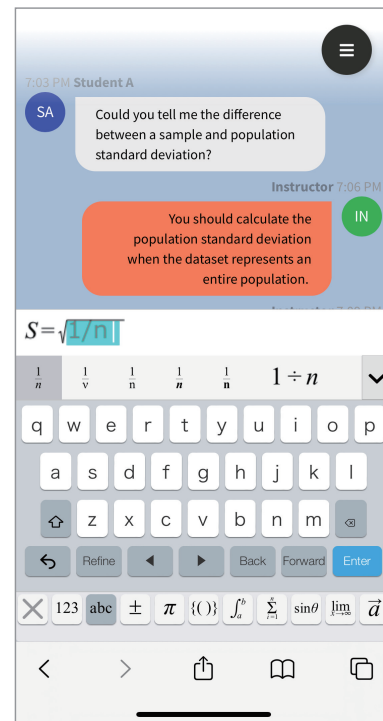 7:03 PM Student A
SA
Could you tell me the difference
between a sample and population
standard deviation?
Instructor 7:06 PM
IN
You should calculate the
population standard deviation
when the dataset represents an
entire population.
S=√1/n
1/n 1/v 1/n 1/n 1/n 1÷n
q w e r t y u i o p
a s d f g h j k l
z x c v b n m
Refine Back Forward Enter
123 abc ± π {()} ∫ₐᵇ ∑ᵢ₌₁ⁿ sinθ lim x→∞ a⃗